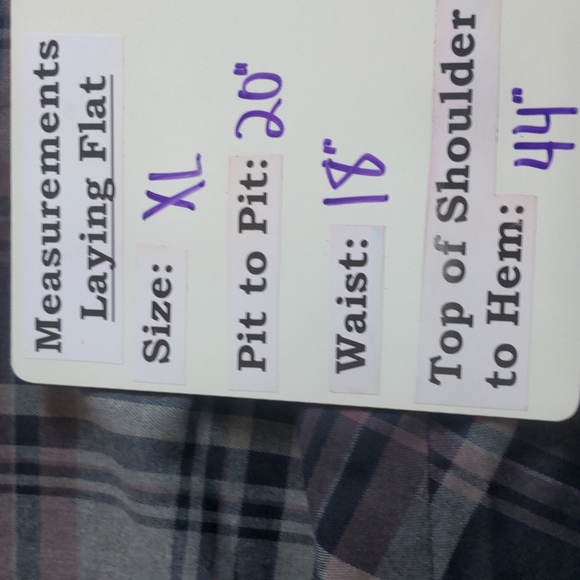 Measurements
Laying Flat
Size: XL
Pit to Pit: 20"
Waist: 18"
Top of Shoulder
to Hem: 44"